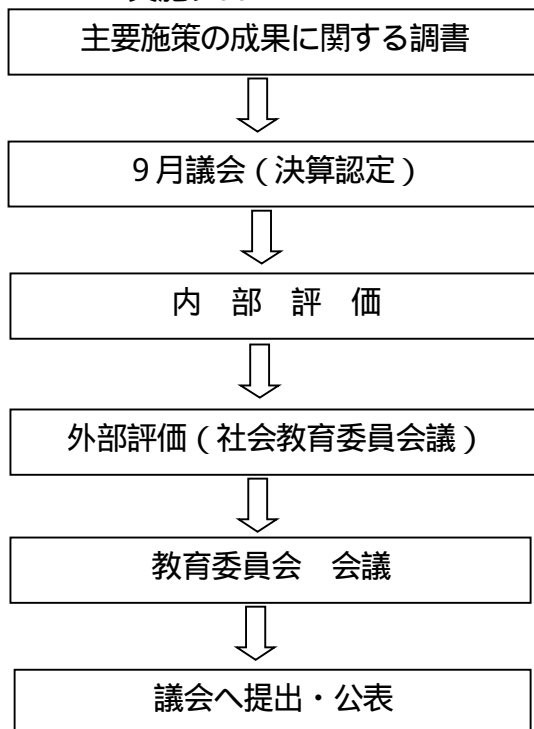 主要施策の成果に関する調書
９月議会（決算認定）
内　部　評　価
外部評価（社会教育委員会議）
教育委員会　会議
議会へ提出・公表